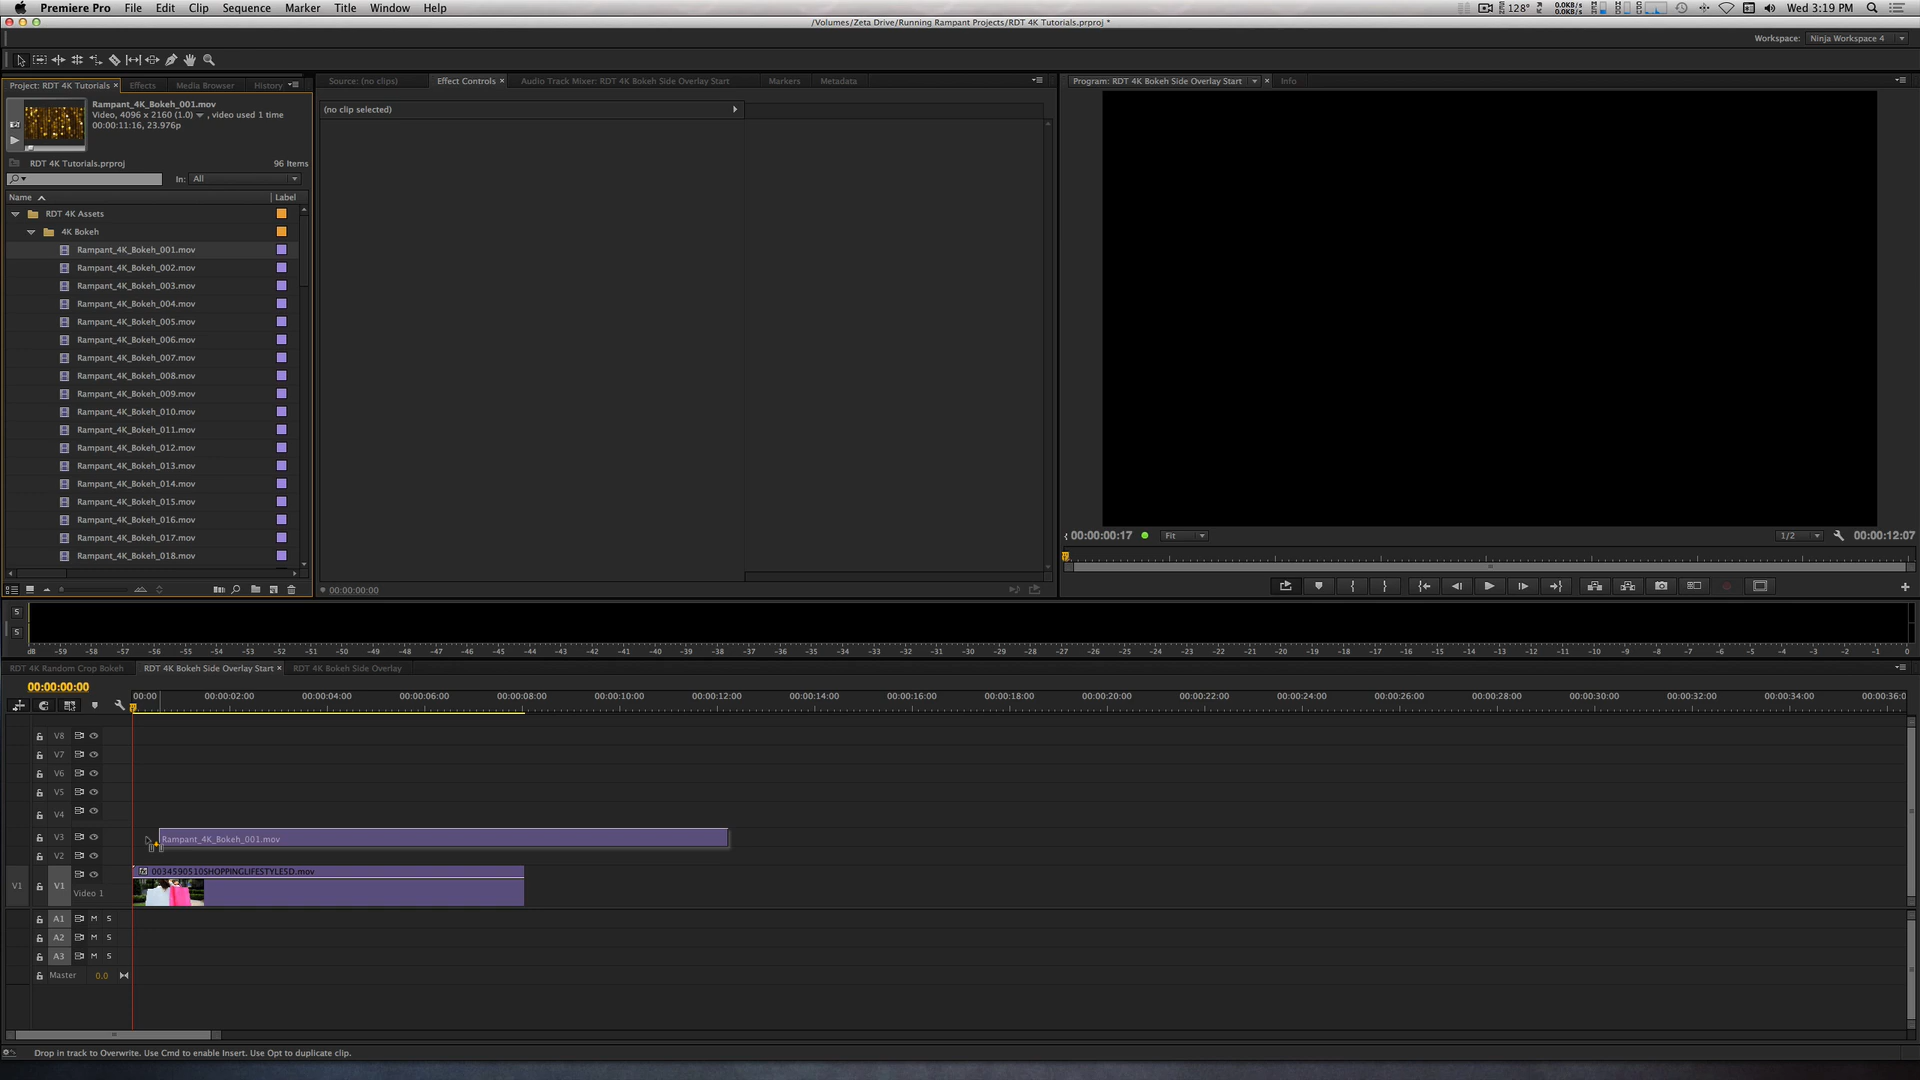 Premiere Pro File Edit Clip Sequence Marker Title Window Help 128° 0.0KB/s 0.0KB/s Wed 3:19 PM
/Volumes/Zeta Drive/Running Rampant Projects/RDT 4K Tutorials.prproj *
Workspace: Ninja Workspace 4
Project: RDT 4K Tutorials × Effects Media Browser History
Source: (no clips) Effect Controls × Audio Track Mixer: RDT 4K Bokeh Side Overlay Start Markers Metadata
Program: RDT 4K Bokeh Side Overlay Start × Info
Rampant_4K_Bokeh_001.mov
Video, 4096 x 2160 (1.0) , video used 1 time
00:00:11:16, 23.976p
(no clip selected)
RDT 4K Tutorials.prproj 96 Items
In: All
Name Label
RDT 4K Assets
4K Bokeh
Rampant_4K_Bokeh_001.mov
Rampant_4K_Bokeh_002.mov
Rampant_4K_Bokeh_003.mov
Rampant_4K_Bokeh_004.mov
Rampant_4K_Bokeh_005.mov
Rampant_4K_Bokeh_006.mov
Rampant_4K_Bokeh_007.mov
Rampant_4K_Bokeh_008.mov
Rampant_4K_Bokeh_009.mov
Rampant_4K_Bokeh_010.mov
Rampant_4K_Bokeh_011.mov
Rampant_4K_Bokeh_012.mov
Rampant_4K_Bokeh_013.mov
Rampant_4K_Bokeh_014.mov
Rampant_4K_Bokeh_015.mov
Rampant_4K_Bokeh_016.mov
Rampant_4K_Bokeh_017.mov
Rampant_4K_Bokeh_018.mov
00:00:00:00
00:00:00:17 Fit 1/2 00:00:12:07
S
S
dB -59 -58 -57 -56 -55 -54 -53 -52 -51 -50 -49 -48 -47 -46 -45 -44 -43 -42 -41 -40 -39 -38 -37 -36 -35 -34 -33 -32 -31 -30 -29 -28 -27 -26 -25 -24 -23 -22 -21 -20 -19 -18 -17 -16 -15 -14 -13 -12 -11 -10 -9 -8 -7 -6 -5 -4 -3 -2 -1 0
RDT 4K Random Crop Bokeh RDT 4K Bokeh Side Overlay Start × RDT 4K Bokeh Side Overlay
00:00:00:00
00:00 00:00:02:00 00:00:04:00 00:00:06:00 00:00:08:00 00:00:10:00 00:00:12:00 00:00:14:00 00:00:16:00 00:00:18:00 00:00:20:00 00:00:22:00 00:00:24:00 00:00:26:00 00:00:28:00 00:00:30:00 00:00:32:00 00:00:34:00 00:00:36:0
V8
V7
V6
V5
V4
V3 Rampant_4K_Bokeh_001.mov
V2
0034590510SHOPPINGLIFESTYLE5D.mov
V1 V1 Video 1
A1 M S
A2 M S
A3 M S
Master 0.0
Drop in track to Overwrite. Use Cmd to enable Insert. Use Opt to duplicate clip.